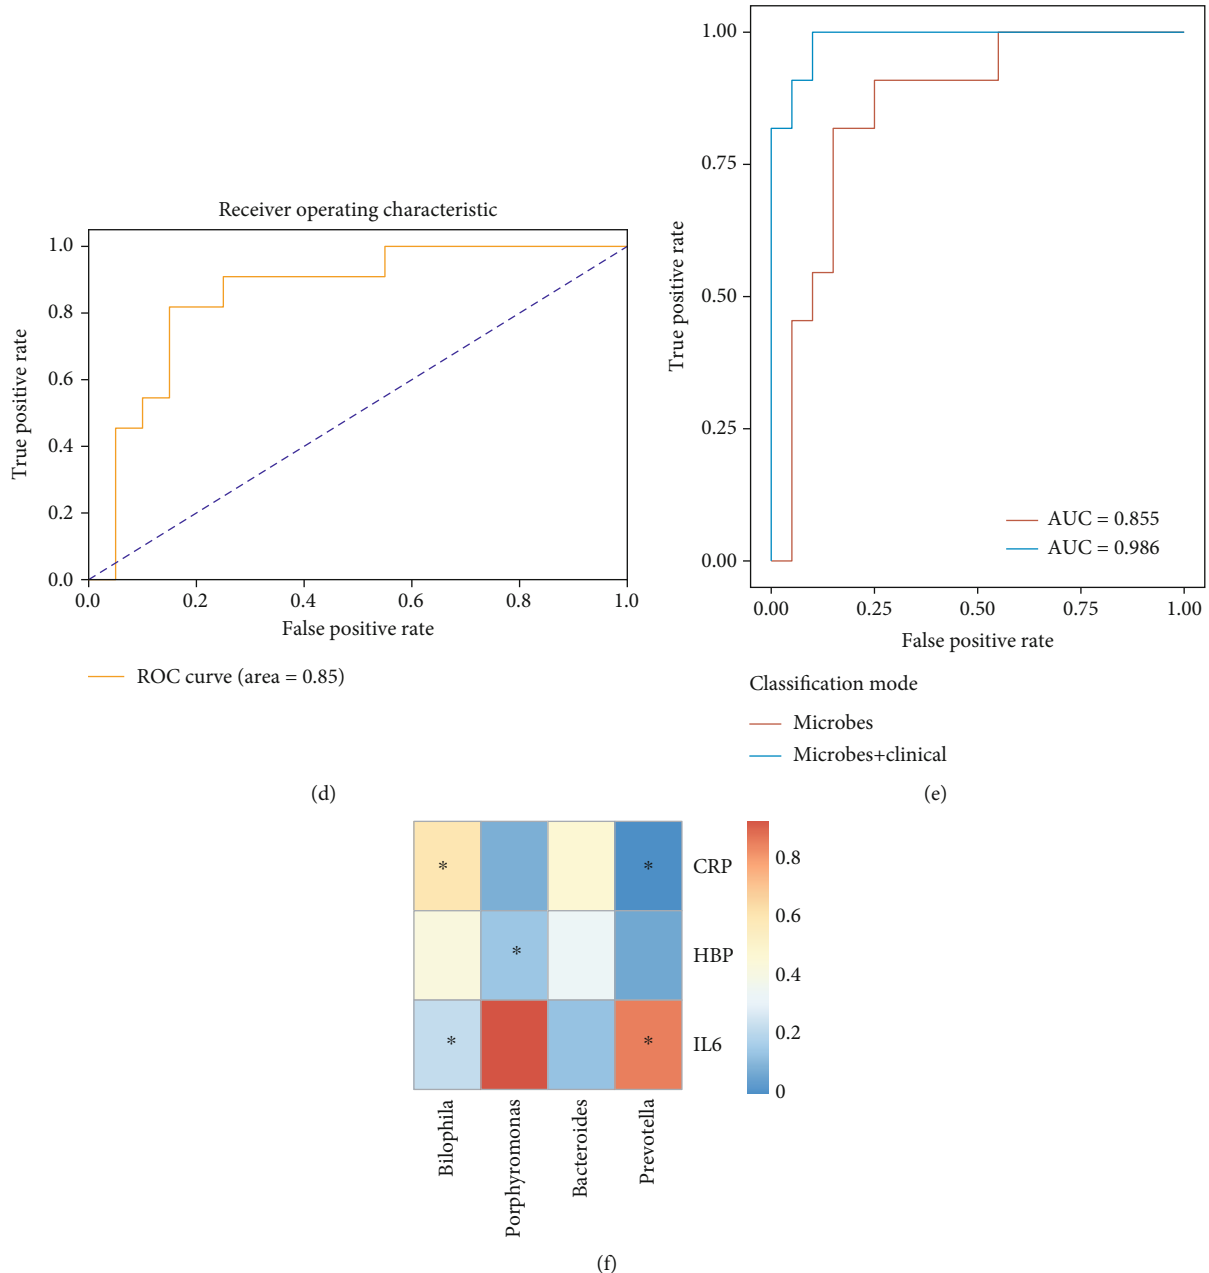 Receiver operating characteristic
True positive rate
1.0
0.8
0.6
0.4
0.2
0.0
0.0 0.2 0.4 0.6 0.8 1.0
False positive rate
ROC curve (area = 0.85)
(d)
True positive rate
1.00
0.75
0.50
0.25
0.00
AUC = 0.855
AUC = 0.986
0.00 0.25 0.50 0.75 1.00
False positive rate
Classification mode
Microbes
Microbes+clinical
(e)
* * CRP
* HBP
* * IL6
Bilophila
Porphyromonas
Bacteroides
Prevotella
0.8
0.6
0.4
0.2
0
(f)